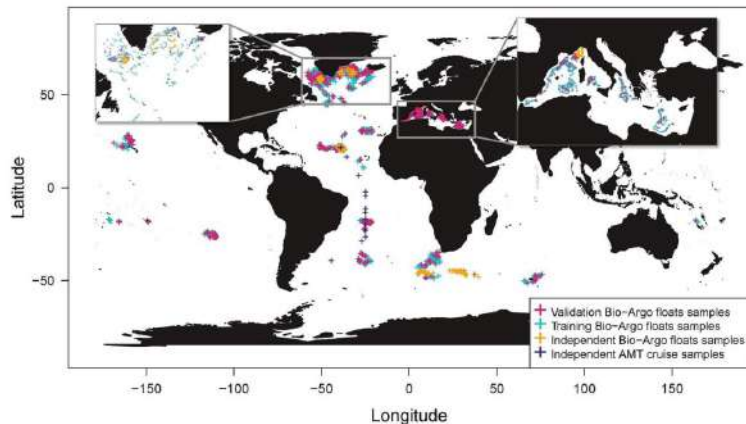 Latitude
50
0
−50
Validation Bio−Argo floats samples
Training Bio−Argo floats samples
Independent Bio−Argo floats samples
Independent AMT cruise samples
−150 −100 −50 0 50 100 150
Longitude